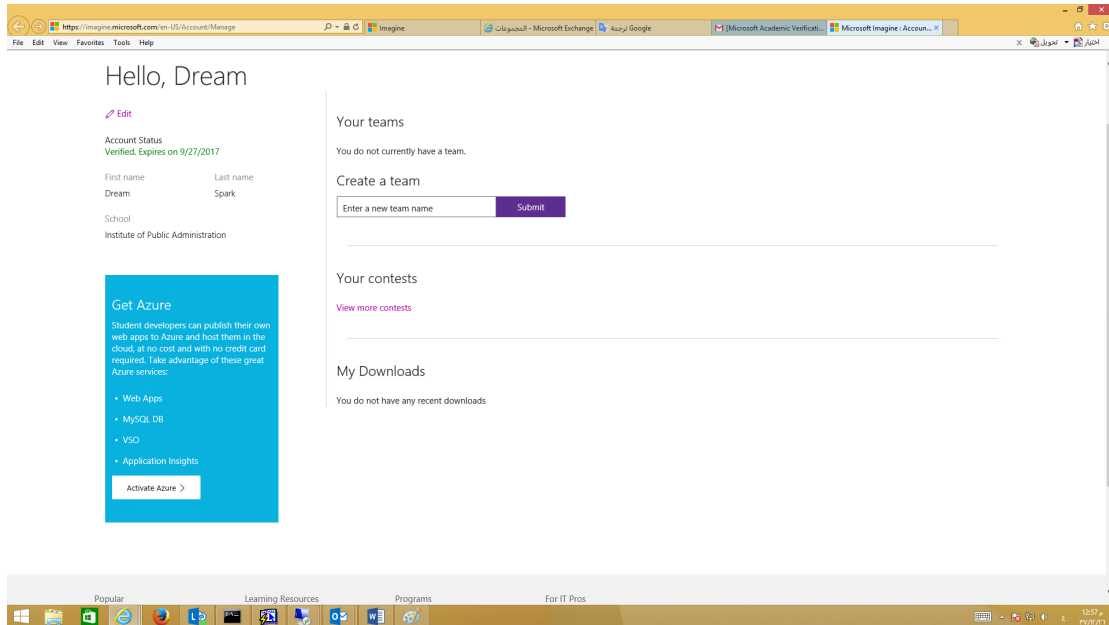 https://imagine.microsoft.com/en-US/Account/Manage
Imagine
المجموعات - Microsoft Exchange
ترجمة Google
[Microsoft Academic Verificati...
Microsoft Imagine : Accoun...
File Edit View Favorites Tools Help
تحويل
اختيار
Hello, Dream
Edit
Account Status
Verified. Expires on 9/27/2017
First name Last name
Dream Spark
School
Institute of Public Administration
Get Azure
Student developers can publish their own
web apps to Azure and host them in the
cloud, at no cost and with no credit card
required. Take advantage of these great
Azure services:
• Web Apps
• MySQL DB
• VSO
• Application Insights
Activate Azure >
Your teams
You do not currently have a team.
Create a team
Enter a new team name
Submit
Your contests
View more contests
My Downloads
You do not have any recent downloads
Popular Learning Resources Programs For IT Pros
ع
12:57 م